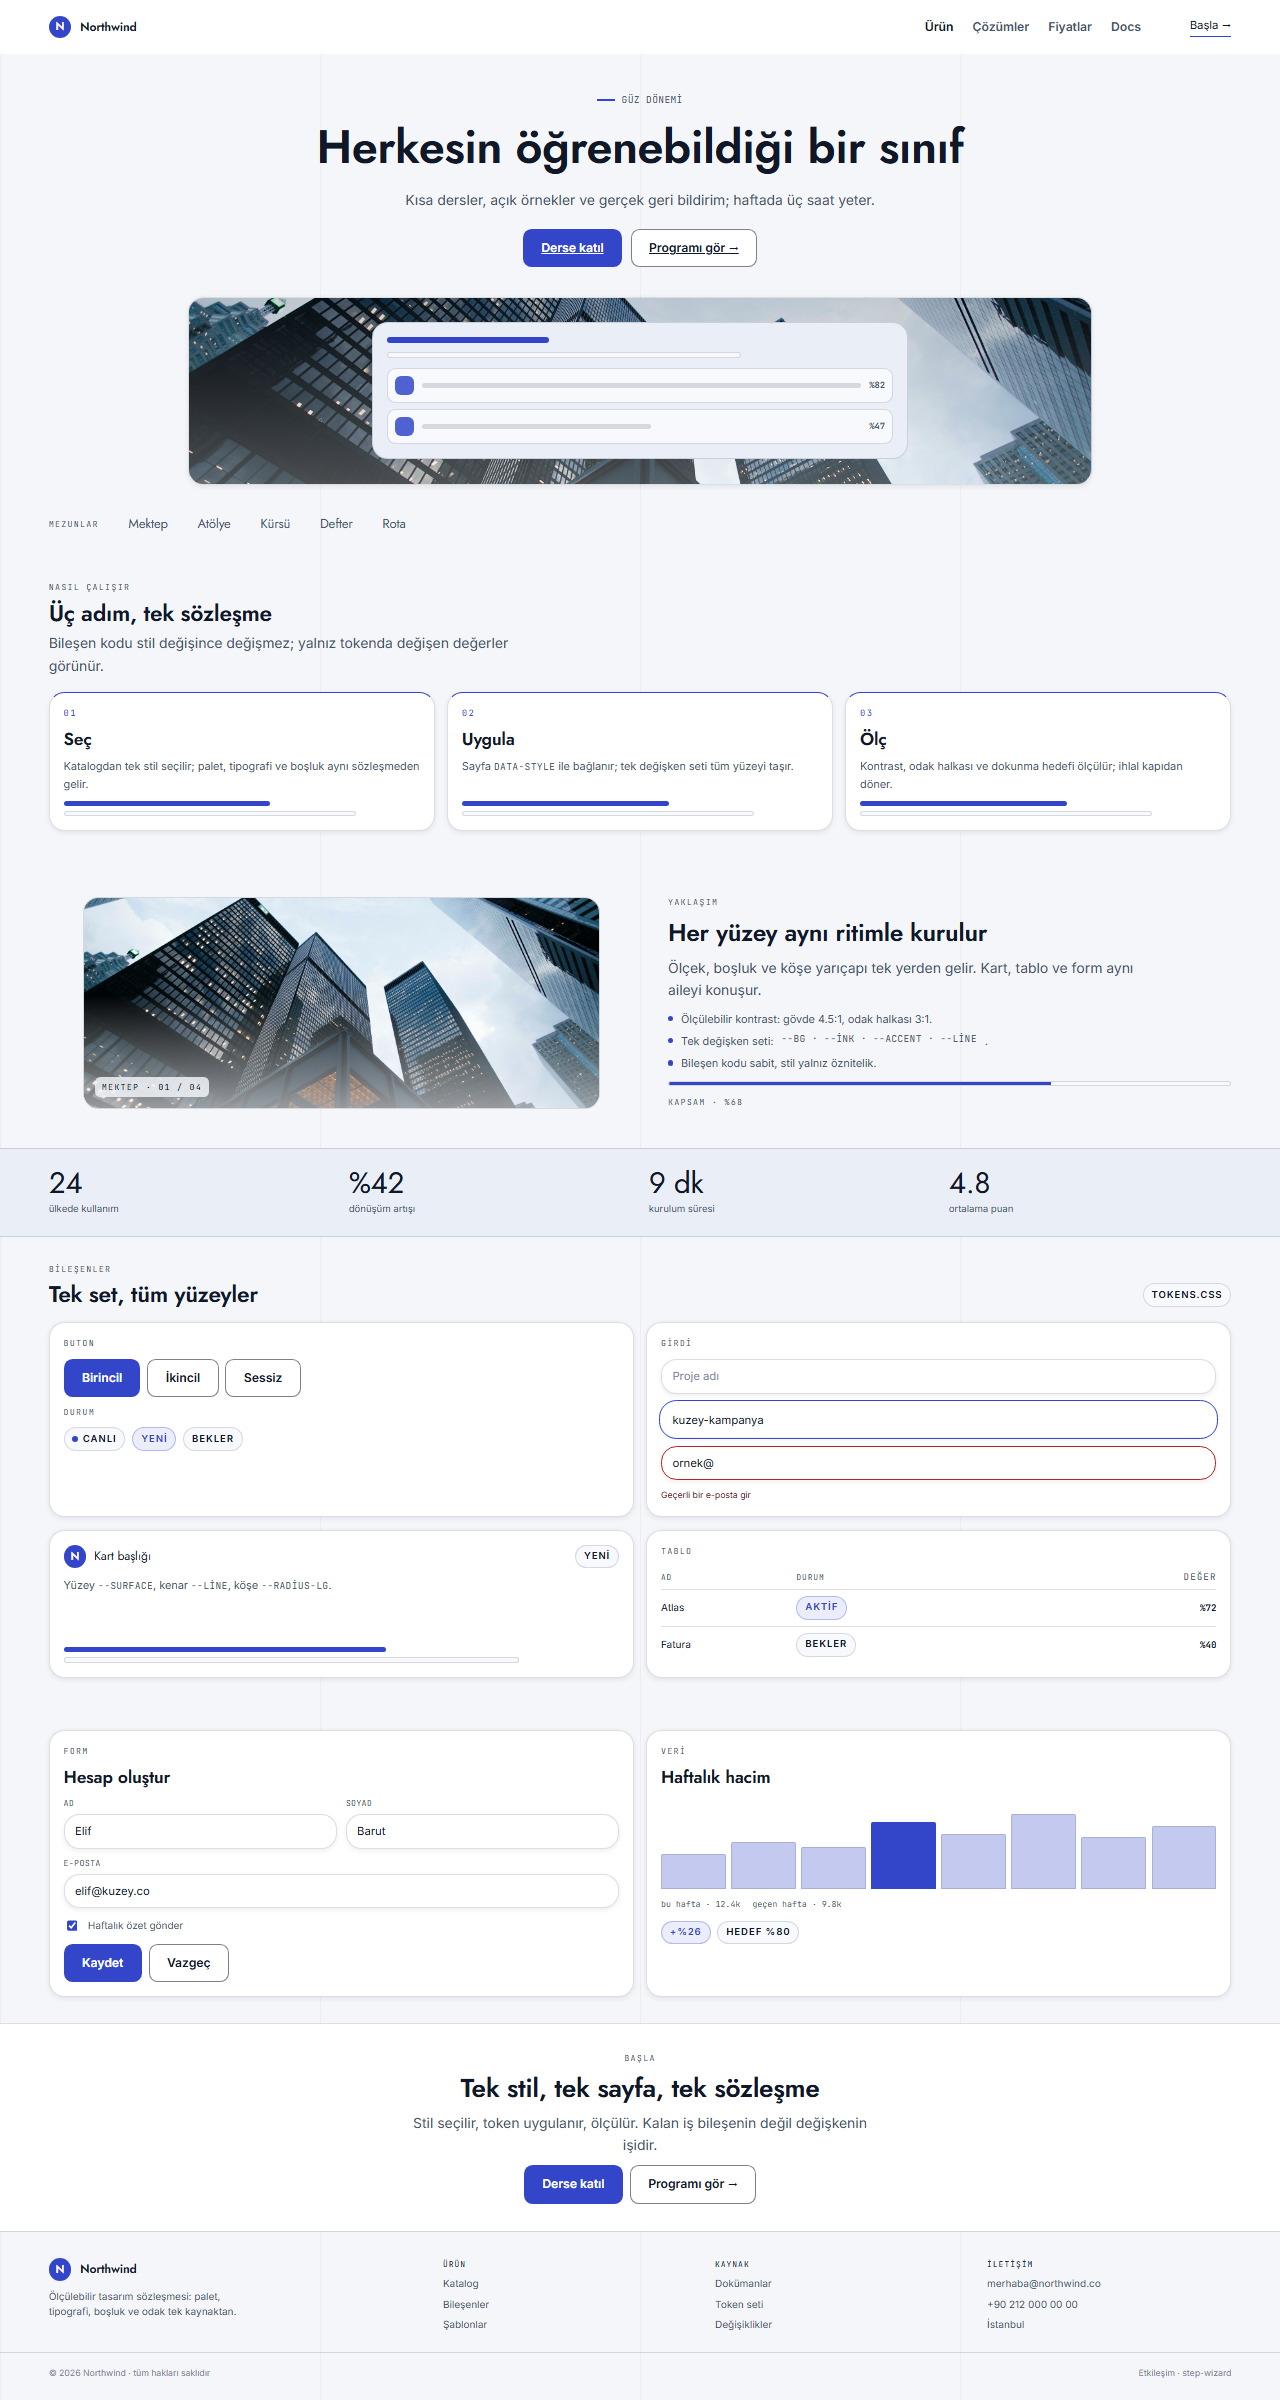 N Northwind
Ürün Çözümler Fiyatlar Docs Başla →
GÜZ DÖNEMİ
Herkesin öğrenebildiği bir sınıf
Kısa dersler, açık örnekler ve gerçek geri bildirim; haftada üç saat yeter.
Derse katıl Programı gör →
%82
%47
MEZUNLAR Mektep Atölye Kürsü Defter Rota
NASIL ÇALIŞIR
Üç adım, tek sözleşme
Bileşen kodu stil değişince değişmez; yalnız tokenda değişen değerler
görünür.
01
Seç
Katalogdan tek stil seçilir; palet, tipografi ve boşluk aynı sözleşmeden
gelir.
02
Uygula
Sayfa DATA-STYLE ile bağlanır; tek değişken seti tüm yüzeyi taşır.
03
Ölç
Kontrast, odak halkası ve dokunma hedefi ölçülür; ihlal kapıdan
döner.
MEKTEP · 01 / 04
YAKLAŞIM
Her yüzey aynı ritimle kurulur
Ölçek, boşluk ve köşe yarıçapı tek yerden gelir. Kart, tablo ve form aynı
aileyi konuşur.
Ölçülebilir kontrast: gövde 4.5:1, odak halkası 3:1.
Tek değişken seti: --BG · --İNK · --ACCENT · --LİNE .
Bileşen kodu sabit, stil yalnız öznitelik.
KAPSAM · %68
24
ülkede kullanım
%42
dönüşüm artışı
9 dk
kurulum süresi
4.8
ortalama puan
BİLEŞENLER
Tek set, tüm yüzeyler
TOKENS.CSS
BUTON
Birincil İkincil Sessiz
DURUM
CANLI YENİ BEKLER
GİRDİ
Proje adı
kuzey-kampanya
ornek@
Geçerli bir e-posta gir
N Kart başlığı YENİ
Yüzey --SURFACE, kenar --LİNE, köşe --RADİUS-LG.
TABLO
AD DURUM DEĞER
Atlas AKTİF %72
Fatura BEKLER %40
FORM
Hesap oluştur
AD SOYAD
Elif Barut
E-POSTA
elif@kuzey.co
Haftalık özet gönder
Kaydet Vazgeç
VERİ
Haftalık hacim
bu hafta · 12.4k geçen hafta · 9.8k
+%26 HEDEF %80
BAŞLA
Tek stil, tek sayfa, tek sözleşme
Stil seçilir, token uygulanır, ölçülür. Kalan iş bileşenin değil değişkenin
işidir.
Derse katıl Programı gör →
N Northwind
Ölçülebilir tasarım sözleşmesi: palet,
tipografi, boşluk ve odak tek kaynaktan.
ÜRÜN
Katalog
Bileşenler
Şablonlar
KAYNAK
Dokümanlar
Token seti
Değişiklikler
İLETİŞİM
merhaba@northwind.co
+90 212 000 00 00
İstanbul
© 2026 Northwind · tüm hakları saklıdır
Etkileşim · step-wizard